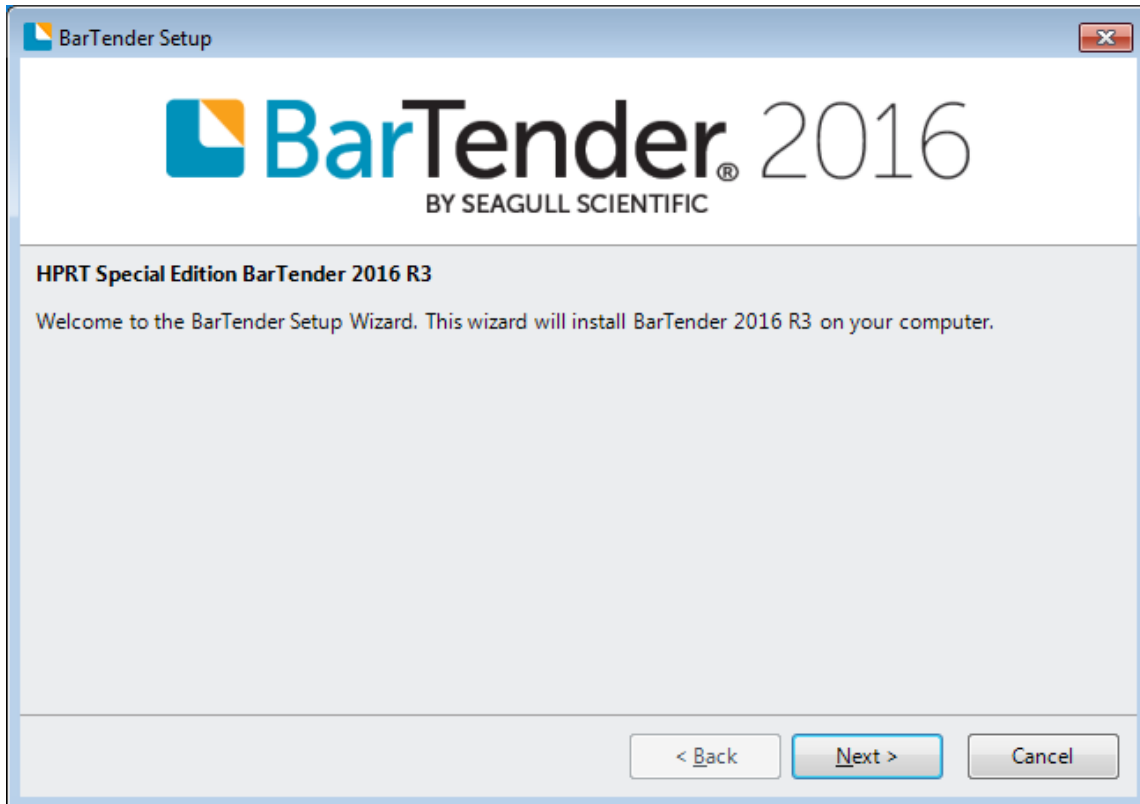 BarTender Setup
BarTender® 2016
BY SEAGULL SCIENTIFIC
HPRT Special Edition BarTender 2016 R3
Welcome to the BarTender Setup Wizard. This wizard will install BarTender 2016 R3 on your computer.
< Back Next > Cancel